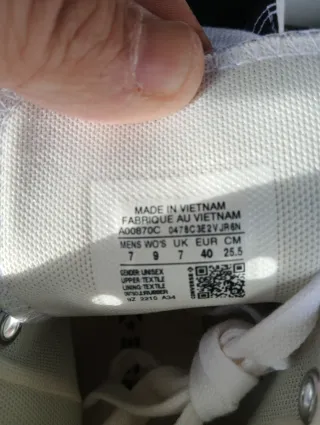 MADE IN VIETNAM
FABRIQUE AU VIETNAM
A00870C 0478C3E2VJR8N
MENS WO'S UK EUR CM
7 9 7 40 25.5
GENDER: UNISEX
UPPER: TEXTILE
LINING: TEXTILE